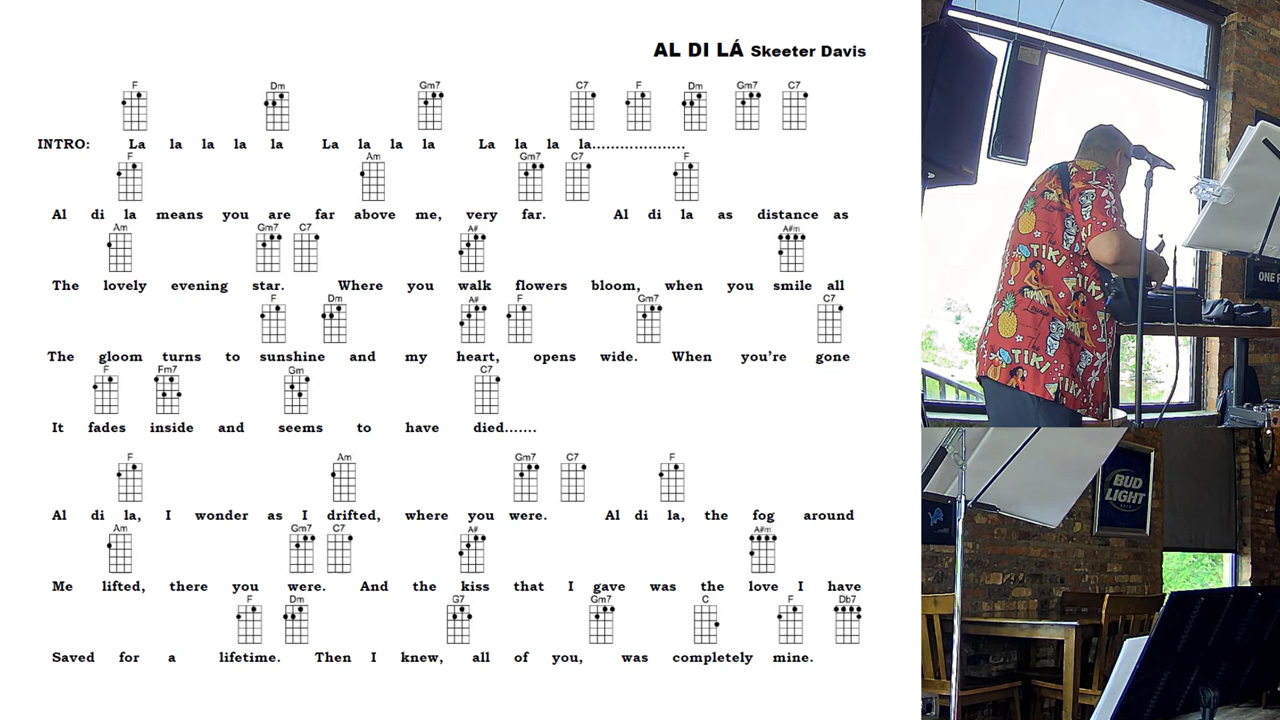 AL DI LÁ Skeeter Davis
F Dm Gm7 C7 F Dm Gm7 C7
INTRO: La la la la la La la la la La la la la....................
F Am Gm7 C7 F
Al di la means you are far above me, very far. Al di la as distance as
Am Gm7 C7 A# A#m
The lovely evening star. Where you walk flowers bloom, when you smile all
F Dm A# F Gm7 C7
The gloom turns to sunshine and my heart, opens wide. When you're gone
F Fm7 Gm C7
It fades inside and seems to have died.......
F Am Gm7 C7 F
Al di la, I wonder as I drifted, where you were. Al di la, the fog around
Am Gm7 C7 A# A#m
Me lifted, there you were. And the kiss that I gave was the love I have
F Dm G7 Gm7 C F Db7
Saved for a lifetime. Then I knew, all of you, was completely mine.
TIKI
TIKI
TIKI
ONE
BUD
LIGHT